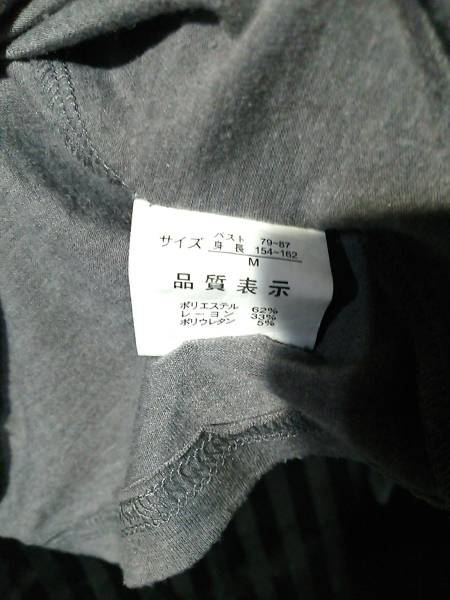 サイズ バスト 79-87
身長 154-162
M
品質表示
ポリエステル 62%
レーヨン 33%
ポリウレタン 5%